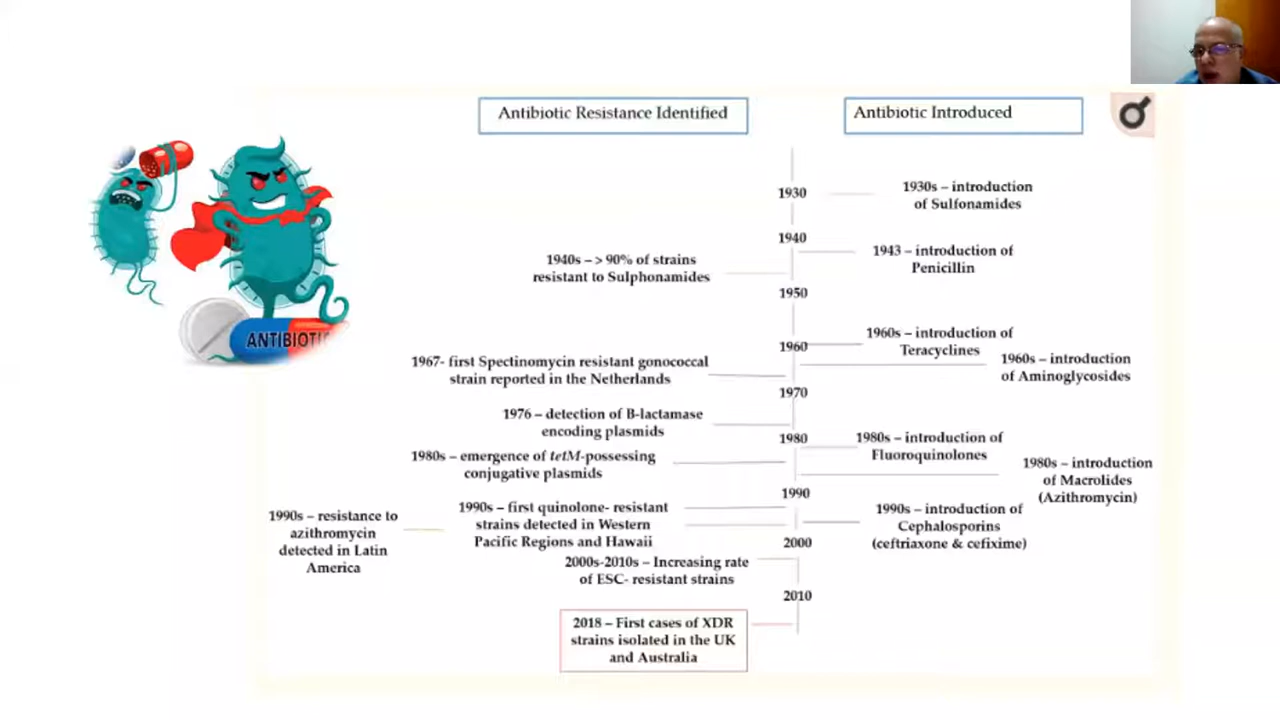 Antibiotic Resistance Identified
Antibiotic Introduced
1930
1930s – introduction
of Sulfonamides
1940
1943 – introduction of
Penicillin
1940s – > 90% of strains
resistant to Sulphonamides
1950
1960s – introduction of
Teracyclines
1960
1960s – introduction
of Aminoglycosides
1967- first Spectinomycin resistant gonococcal
strain reported in the Netherlands
1970
1976 – detection of B-lactamase
encoding plasmids
1980
1980s – introduction of
Fluoroquinolones
1980s – emergence of tetM-possessing
conjugative plasmids
1980s – introduction
of Macrolides
(Azithromycin)
1990
1990s – resistance to
azithromycin
detected in Latin
America
1990s – first quinolone- resistant
strains detected in Western
Pacific Regions and Hawaii
1990s – introduction of
Cephalosporins
(ceftriaxone & cefixime)
2000
2000s-2010s – Increasing rate
of ESC- resistant strains
2010
2018 – First cases of XDR
strains isolated in the UK
and Australia
ANTIBIOTIC